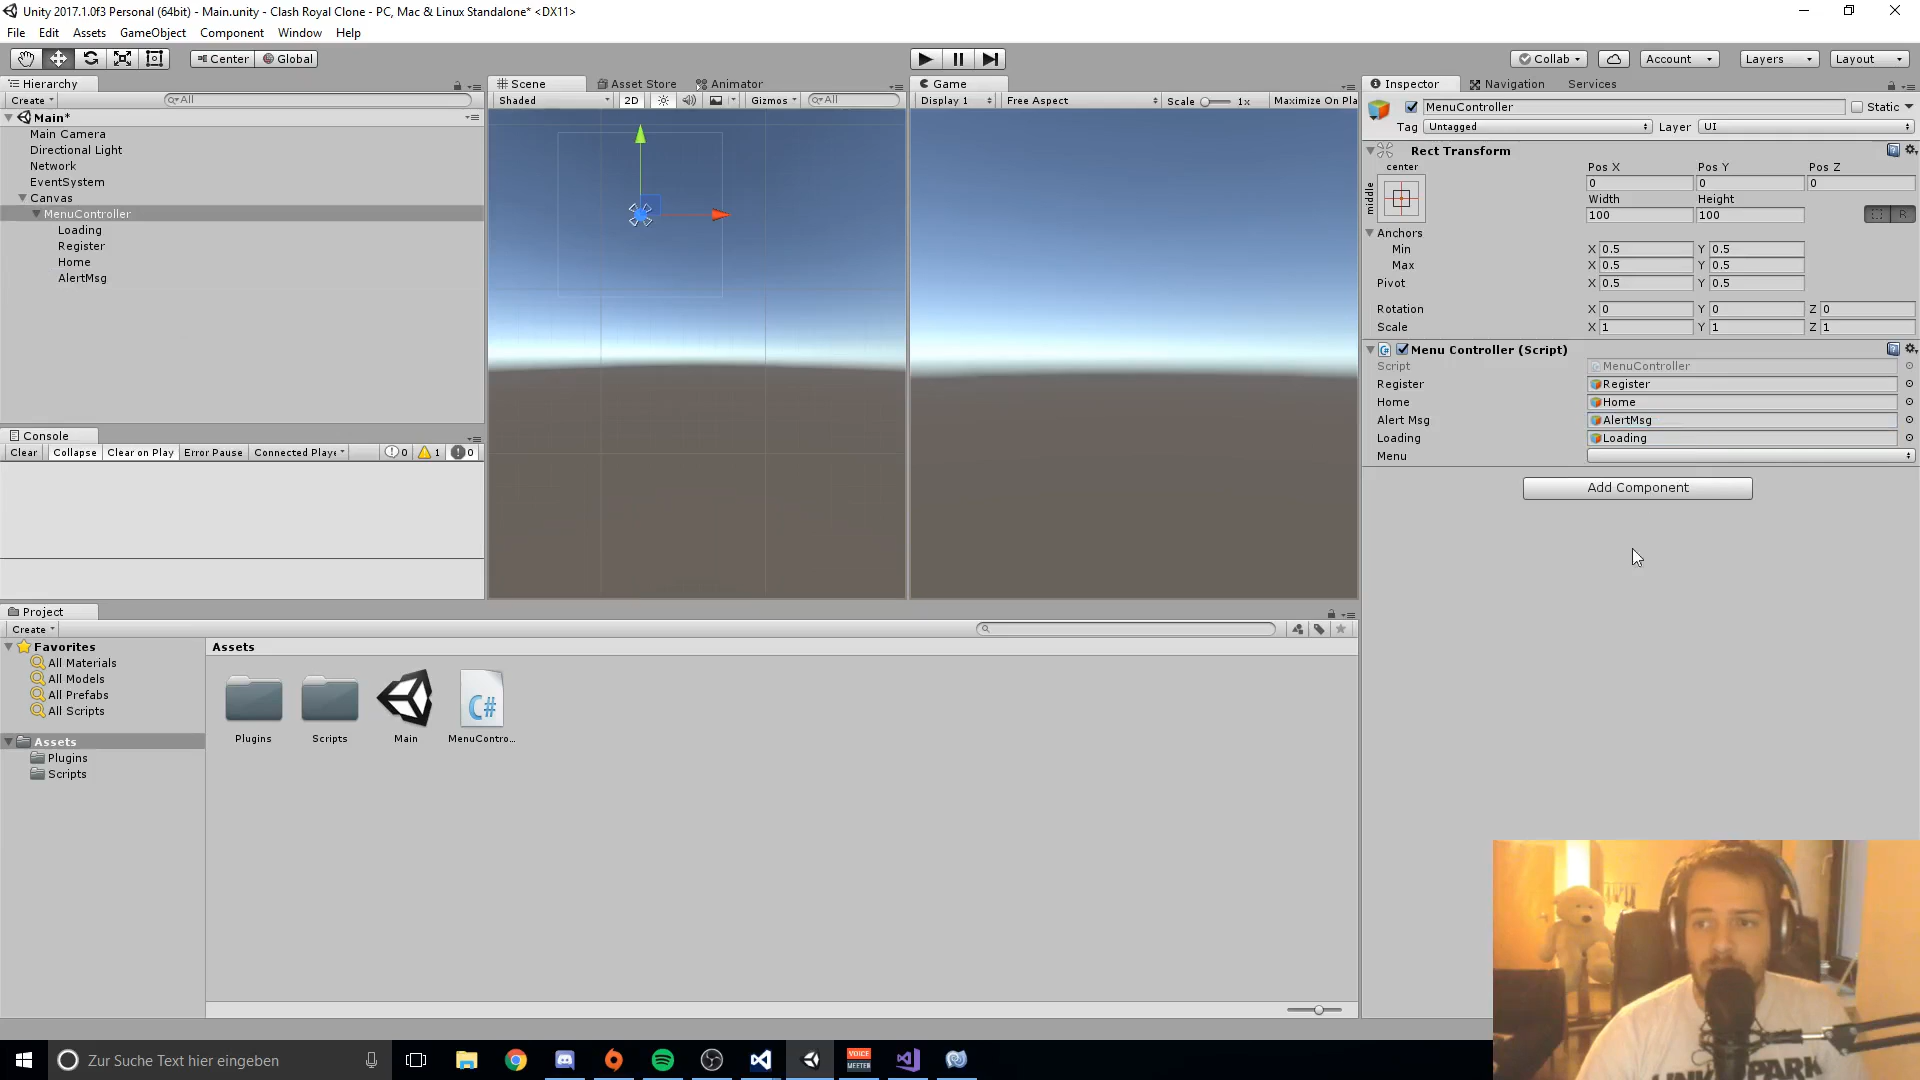 Unity 2017.1.0f3 Personal (64bit) - Main.unity - Clash Royal Clone - PC, Mac & Linux Standalone* <DX11>
File Edit Assets GameObject Component Window Help
Center Global
Collab Account Layers Layout
Hierarchy
Create All
Main*
Main Camera
Directional Light
Network
EventSystem
Canvas
MenuController
Loading
Register
Home
AlertMsg
Scene Asset Store Animator
Shaded 2D Gizmos All
Game
Display 1 Free Aspect Scale 1x Maximize On Pla
Inspector Navigation Services
MenuController Static
Tag Untagged Layer UI
Rect Transform
center
middle
Pos X Pos Y Pos Z
0 0 0
Width Height
100 100 R
Anchors
Min X 0.5 Y 0.5
Max X 0.5 Y 0.5
Pivot X 0.5 Y 0.5
Rotation X 0 Y 0 Z 0
Scale X 1 Y 1 Z 1
Menu Controller (Script)
Script MenuController
Register Register
Home Home
Alert Msg AlertMsg
Loading Loading
Menu
Add Component
Console
Clear Collapse Clear on Play Error Pause Connected Playe 0 1 0
Project
Create
Favorites
All Materials
All Models
All Prefabs
All Scripts
Assets
Plugins
Scripts
Assets
C#
Plugins Scripts Main MenuContro...
Zur Suche Text hier eingeben
VOICE
MEETER
PARK